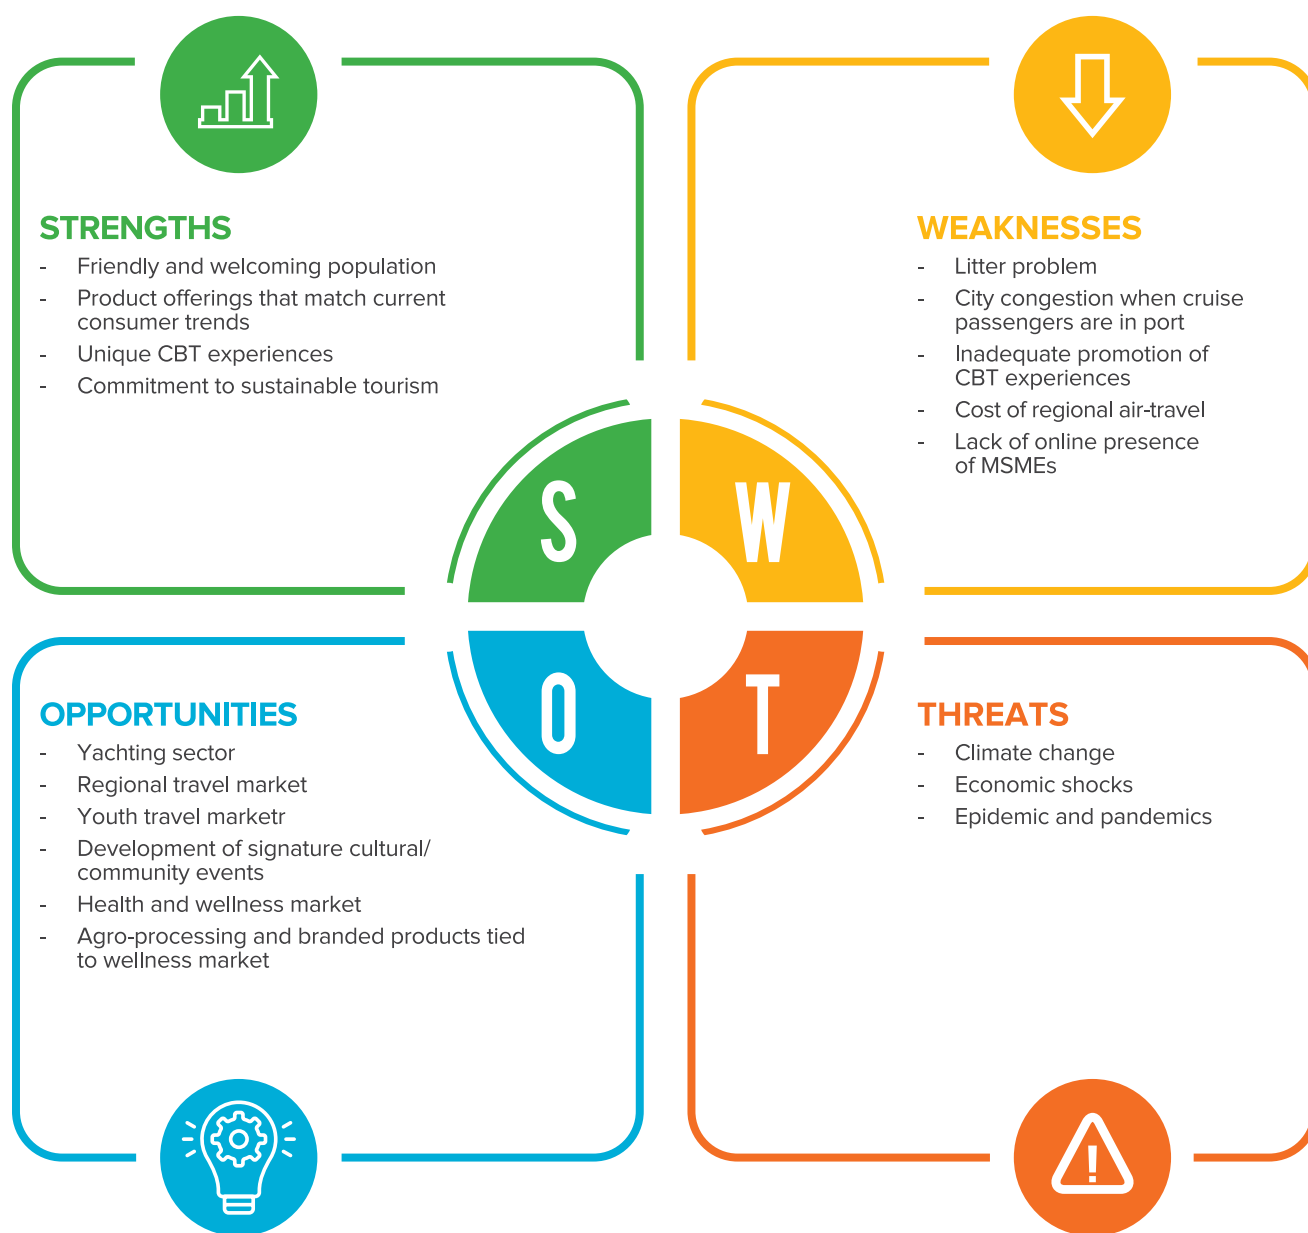 STRENGTHS
- Friendly and welcoming population
- Product offerings that match current
consumer trends
- Unique CBT experiences
- Commitment to sustainable tourism
WEAKNESSES
- Litter problem
- City congestion when cruise
passengers are in port
- Inadequate promotion of
CBT experiences
- Cost of regional air-travel
- Lack of online presence
of MSMEs
S
W
O
T
OPPORTUNITIES
- Yachting sector
- Regional travel market
- Youth travel marketr
- Development of signature cultural/
community events
- Health and wellness market
- Agro-processing and branded products tied
to wellness market
THREATS
- Climate change
- Economic shocks
- Epidemic and pandemics
!